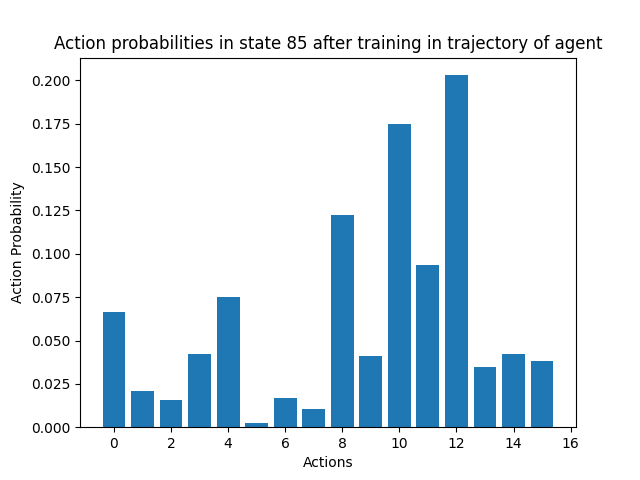 Action probabilities in state 85 after training in trajectory of agent
0.200
0.175
0.150
0.125
0.100
0.075
0.050
0.025
0.000
Action Probability
0 2 4 6 8 10 12 14 16
Actions